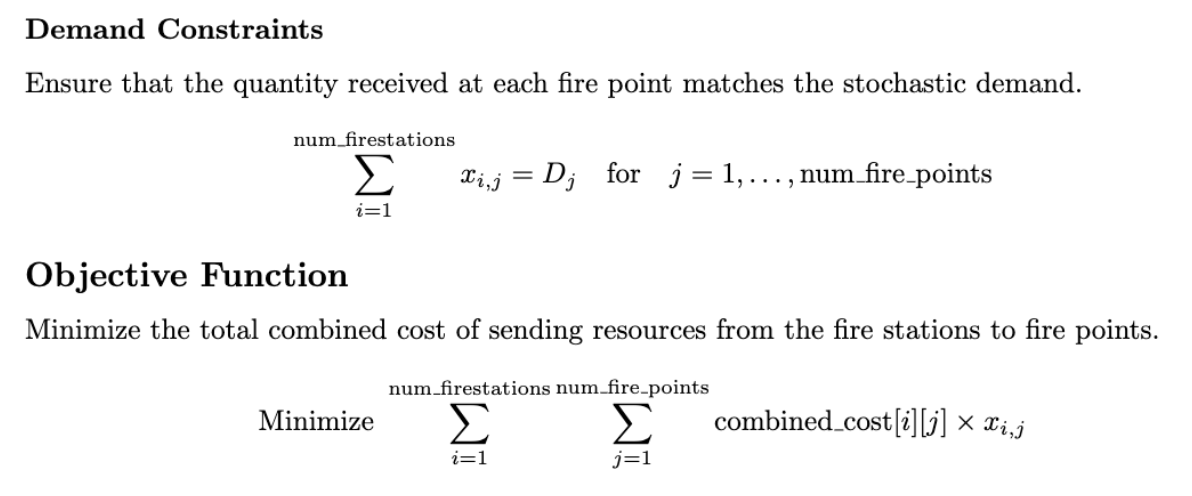 Demand Constraints
Ensure that the quantity received at each fire point matches the stochastic demand.
num_firestations
∑ x_{i,j} = D_j for j = 1, . . . , num_fire_points
i=1
Objective Function
Minimize the total combined cost of sending resources from the fire stations to fire points.
num_firestations num_fire_points
Minimize ∑ ∑ combined_cost[i][j] × x_{i,j}
i=1 j=1